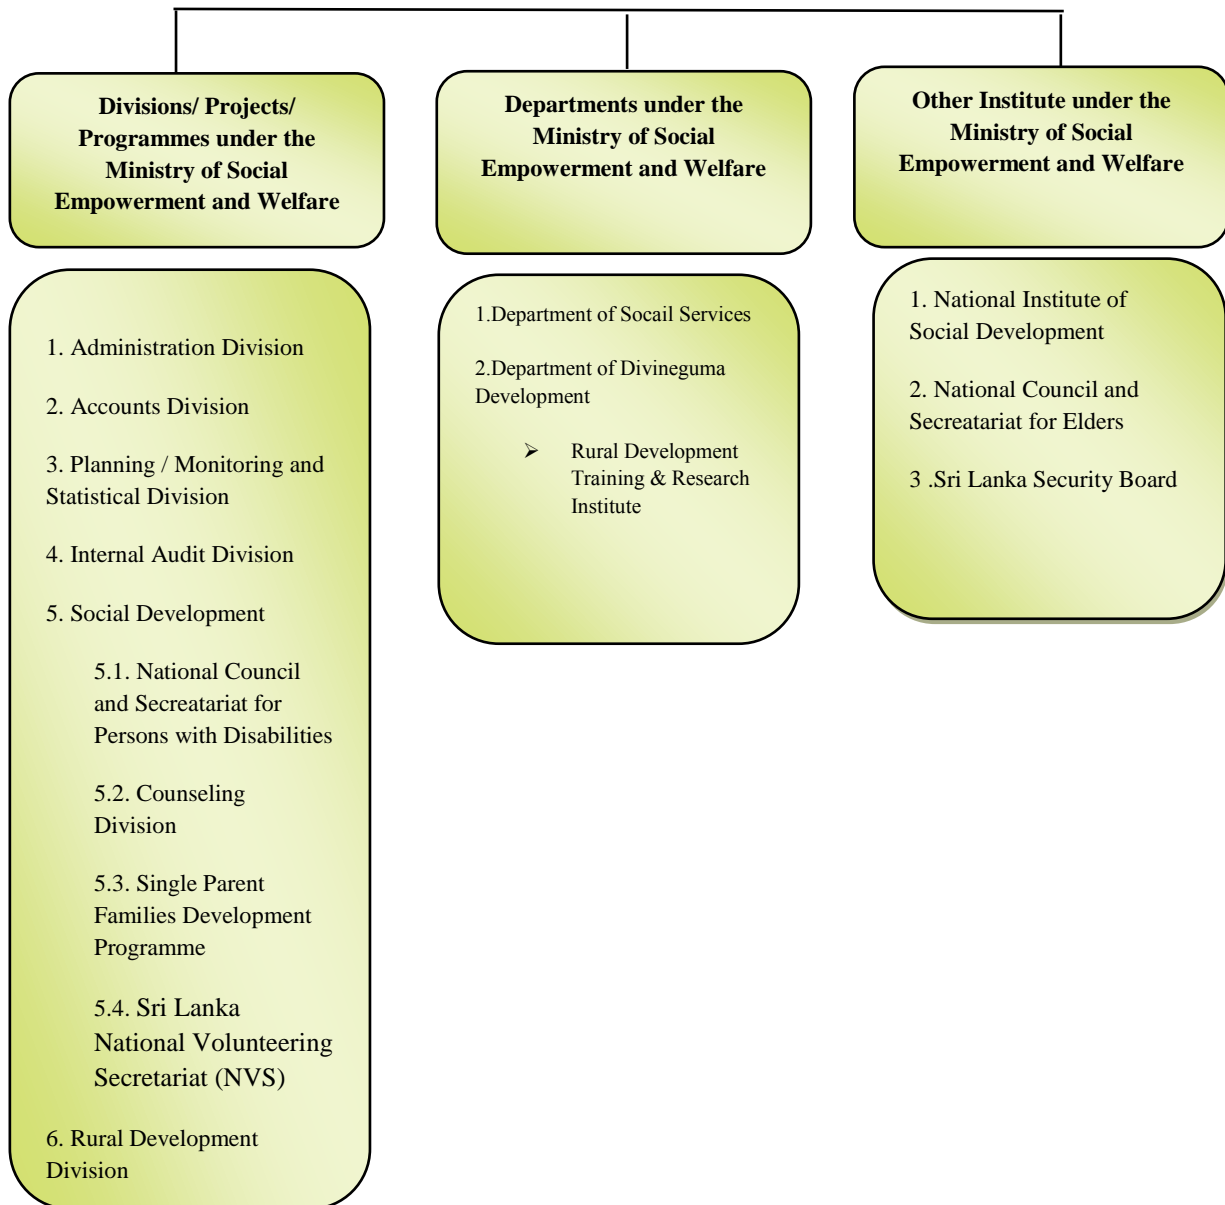 Divisions/ Projects/
Programmes under the
Ministry of Social
Empowerment and Welfare
Departments under the
Ministry of Social
Empowerment and Welfare
Other Institute under the
Ministry of Social
Empowerment and Welfare
1. Administration Division
2. Accounts Division
3. Planning / Monitoring and
Statistical Division
4. Internal Audit Division
5. Social Development
5.1. National Council
and Secreatariat for
Persons with Disabilities
5.2. Counseling
Division
5.3. Single Parent
Families Development
Programme
5.4. Sri Lanka
National Volunteering
Secretariat (NVS)
6. Rural Development
Division
1.Department of Socail Services
2.Department of Divineguma
Development
➢ Rural Development
Training & Research
Institute
1. National Institute of
Social Development
2. National Council and
Secreatariat for Elders
3 .Sri Lanka Security Board